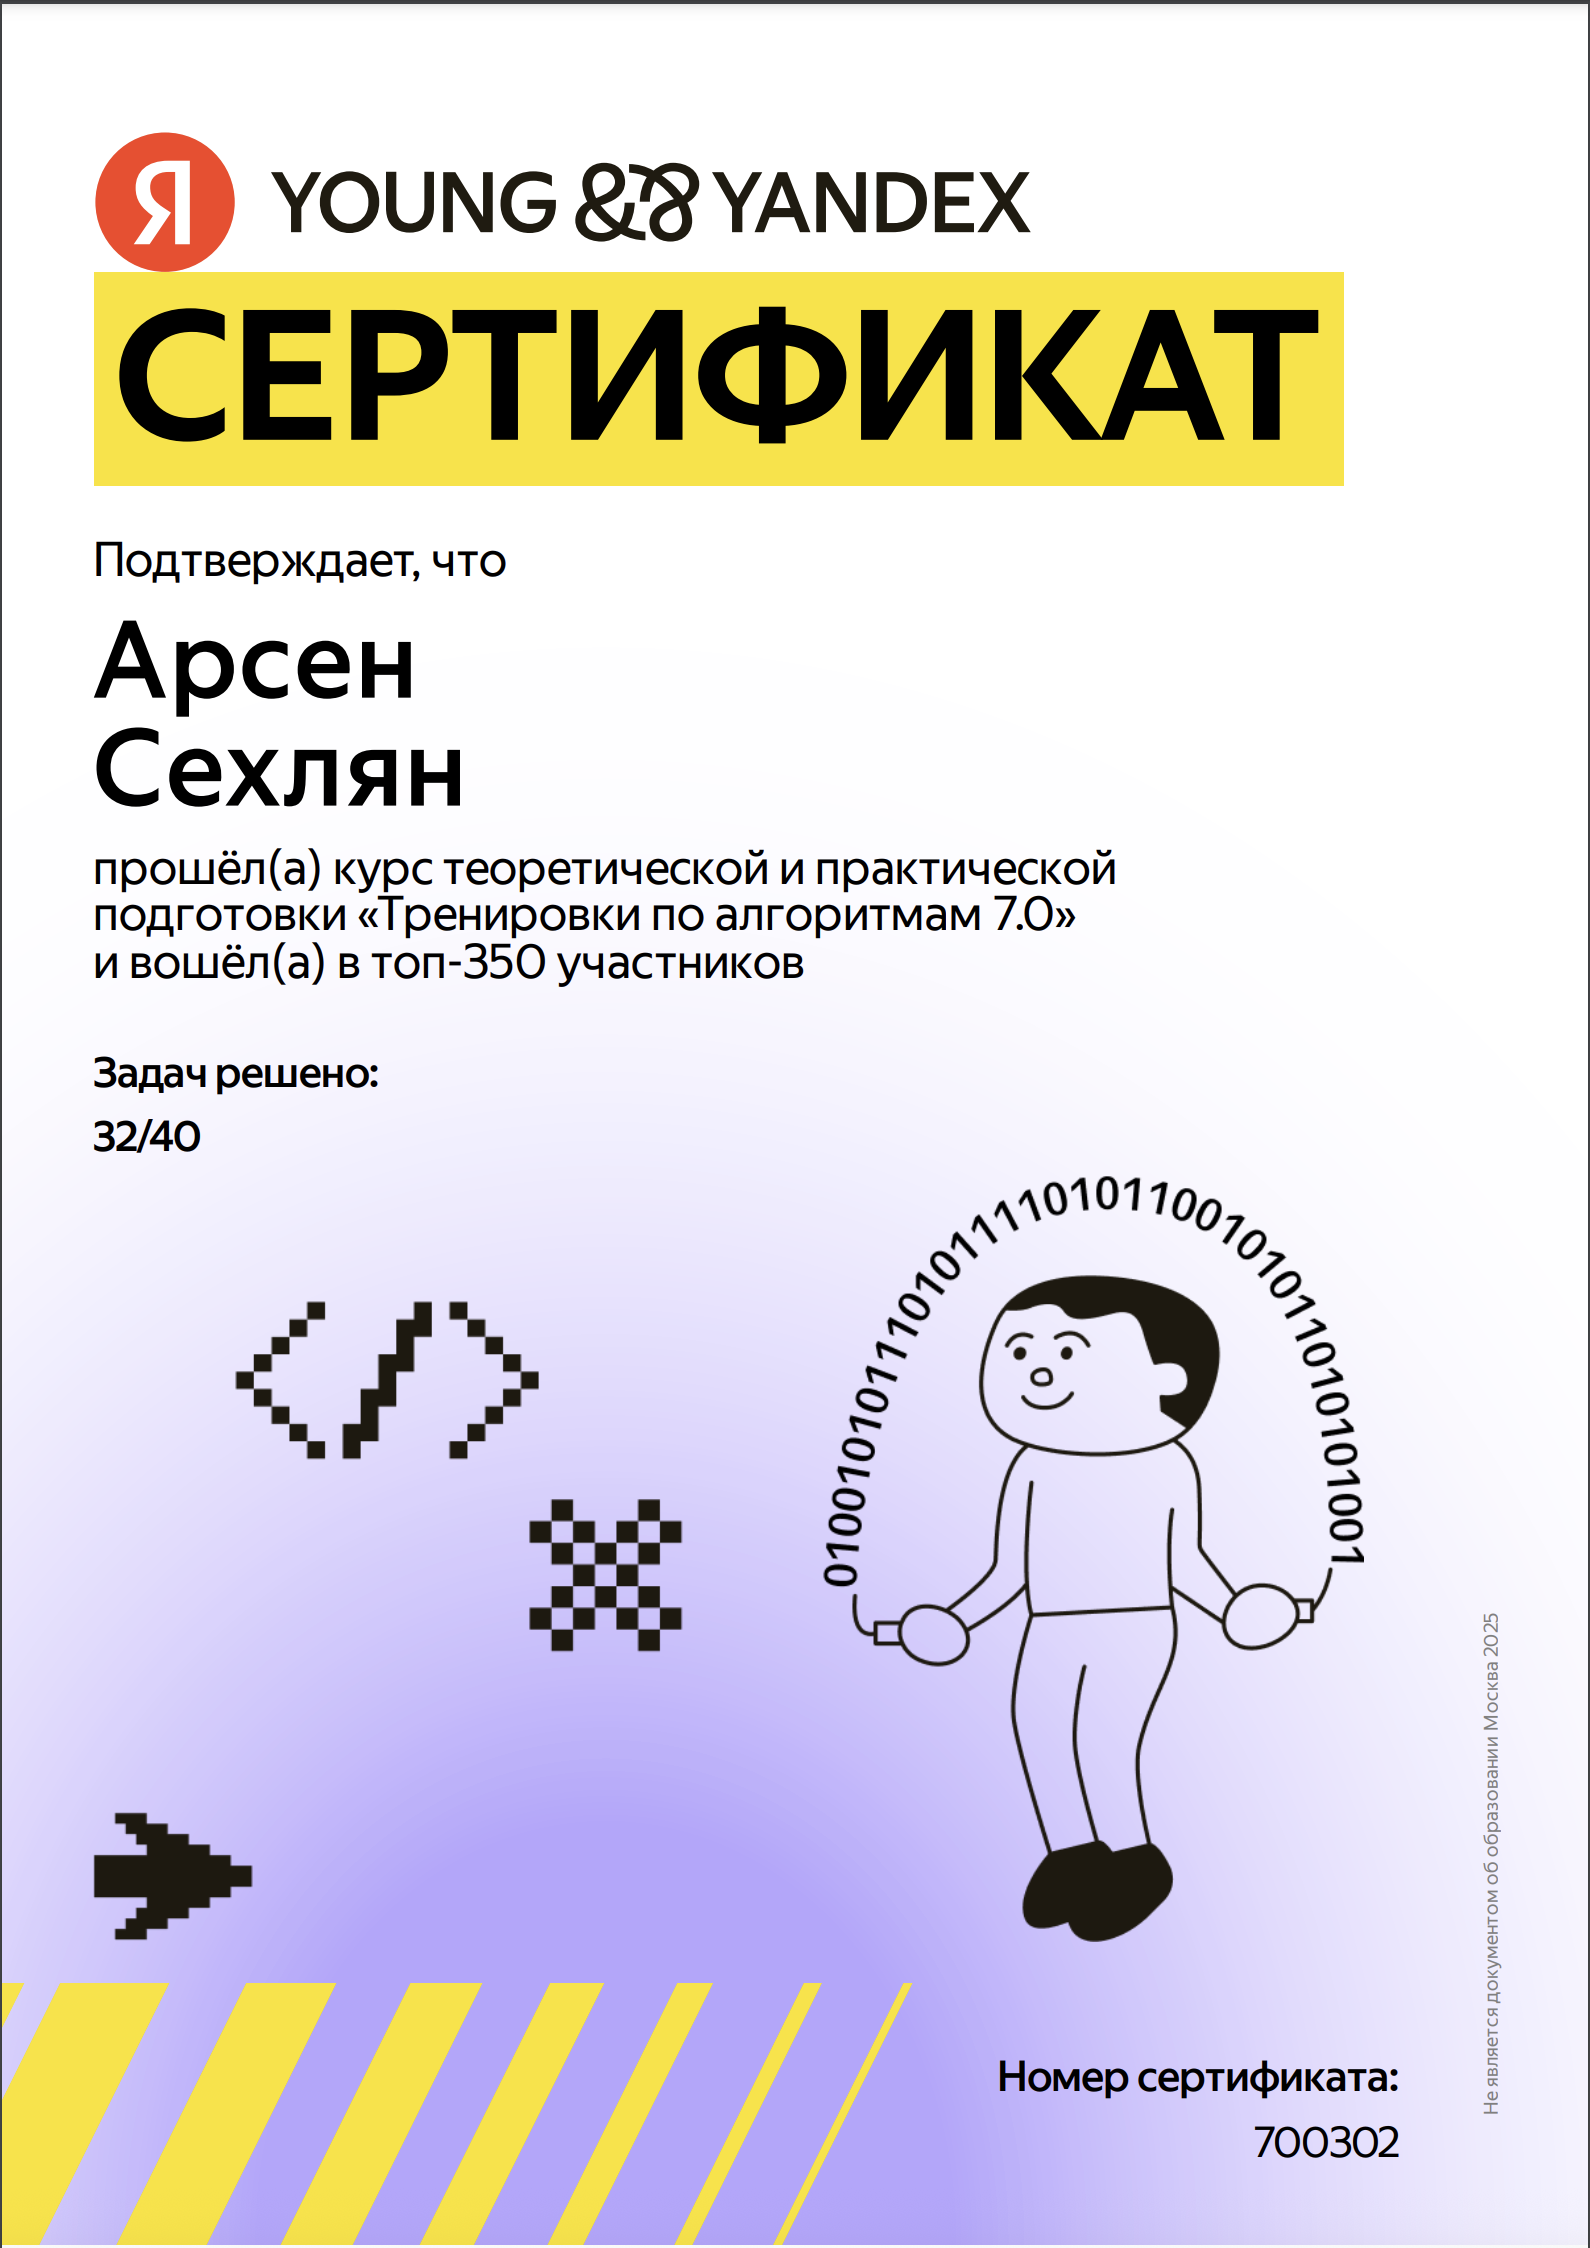 Я YOUNG && YANDEX
СЕРТИФИКАТ
Подтверждает, что
Арсен
Сехлян
прошёл(а) курс теоретической и практической
подготовки «Тренировки по алгоритмам 7.0»
и вошёл(а) в топ-350 участников
Задач решено:
32/40
Номер сертификата:
700302
Не является документом об образовании Москва 2025